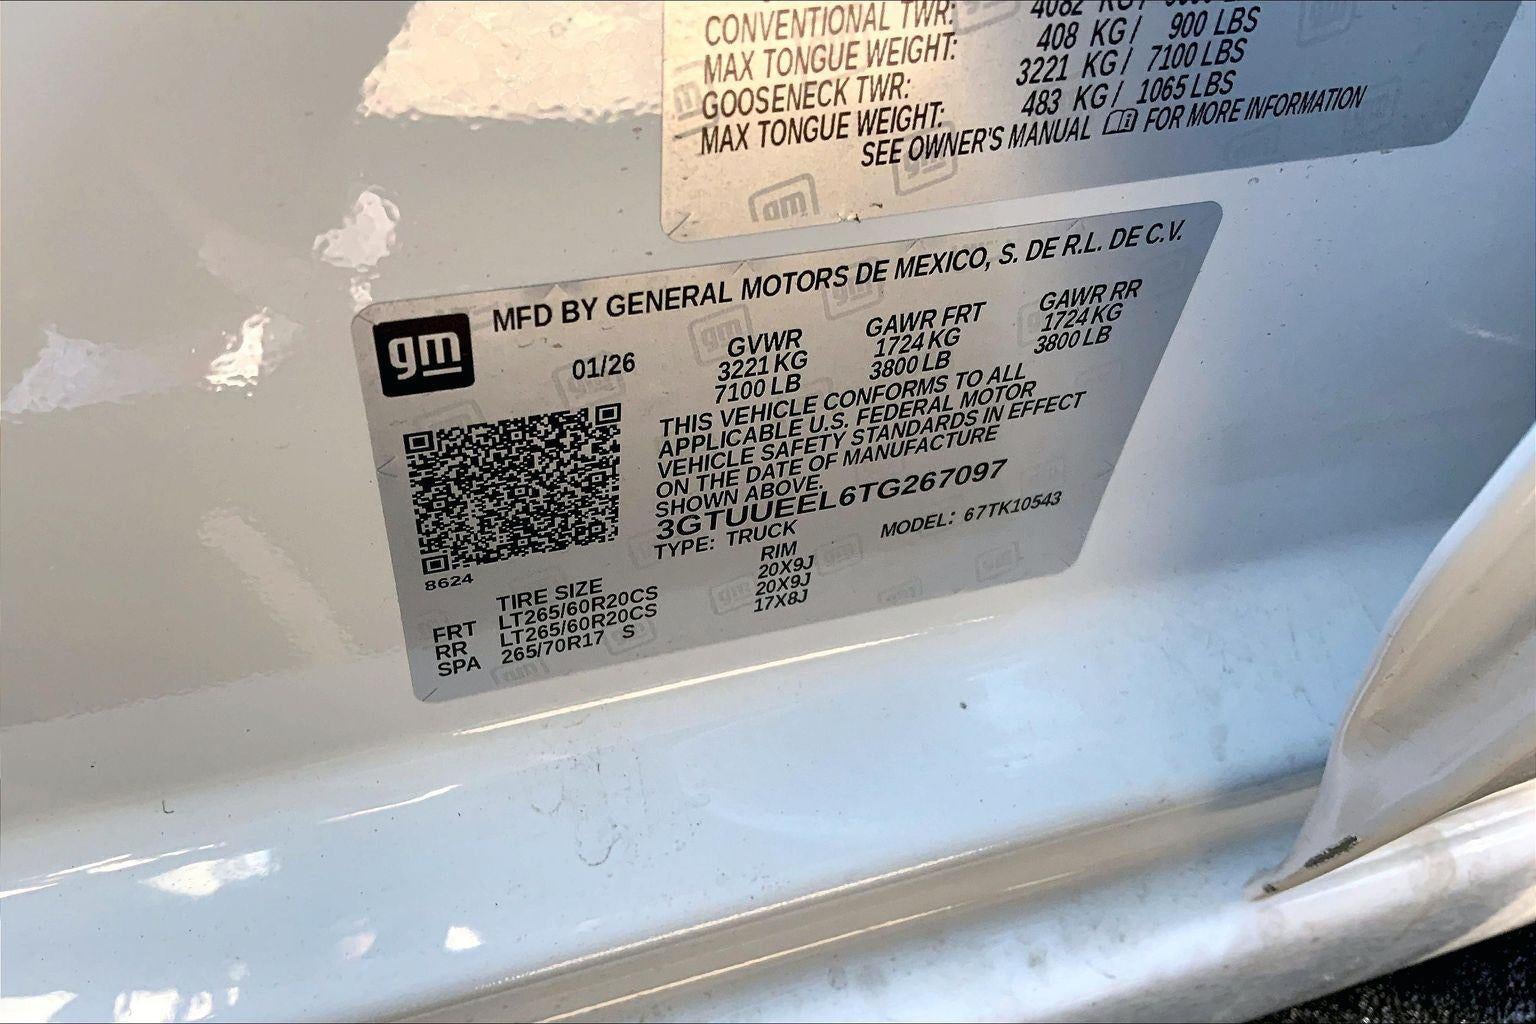 CONVENTIONAL TWR: 4082 KG/
MAX TONGUE WEIGHT: 408 KG/ 900 LBS
GOOSENECK TWR: 3221 KG/ 7100 LBS
MAX TONGUE WEIGHT: 483 KG/ 1065 LBS
SEE OWNER'S MANUAL FOR MORE INFORMATION
gm
MFD BY GENERAL MOTORS DE MEXICO, S. DE R.L. DE C.V.
01/26
GVWR GAWR FRT GAWR RR
3221 KG 1724 KG 1724 KG
7100 LB 3800 LB 3800 LB
THIS VEHICLE CONFORMS TO ALL
APPLICABLE U.S. FEDERAL MOTOR
VEHICLE SAFETY STANDARDS IN EFFECT
ON THE DATE OF MANUFACTURE
SHOWN ABOVE.
3GTUUEEL6TG267097
TYPE: TRUCK MODEL: 67TK10543
8624
TIRE SIZE RIM
FRT LT265/60R20CS 20X9J
RR LT265/60R20CS 20X9J
SPA 265/70R17 S 17X8J